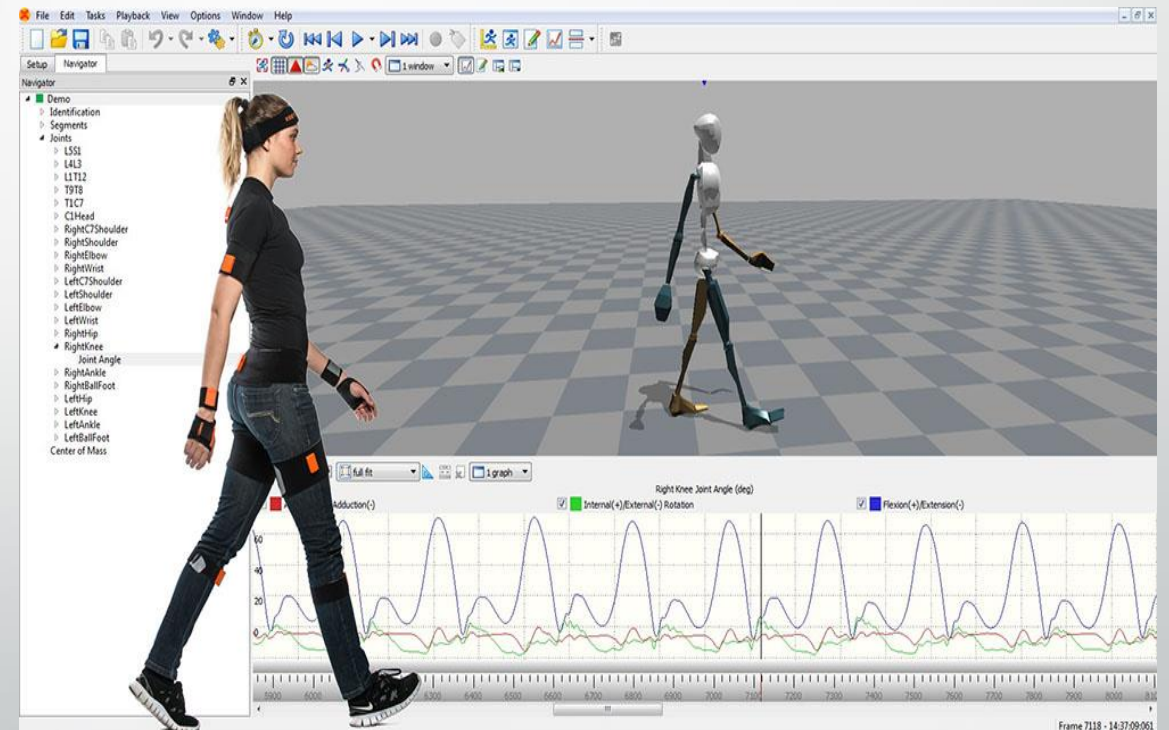 File Edit Tasks Playback View Options Window Help
Setup Navigator
1 window
Navigator
Demo
Identification
Segments
Joints
L5S1
L4L3
L1T12
T9T8
T1C7
C1Head
RightC7Shoulder
RightShoulder
RightElbow
RightWrist
LeftC7Shoulder
LeftShoulder
LeftElbow
LeftWrist
RightHip
RightKnee
Joint Angle
RightAnkle
RightBallFoot
LeftHip
LeftKnee
LeftAnkle
LeftBallFoot
Center of Mass
full fit 1 graph
Right Knee Joint Angle (deg)
Adduction(-) Internal(+)/External(-) Rotation Flexion(+)/Extension(-)
60
40
20
0
5900 6000 6300 6400 6500 6600 6700 6800 6900 7000 7100 7200 7300 7400 7500 7600 7700 7800 7900 8000
Frame 7118 - 14:37:09:061